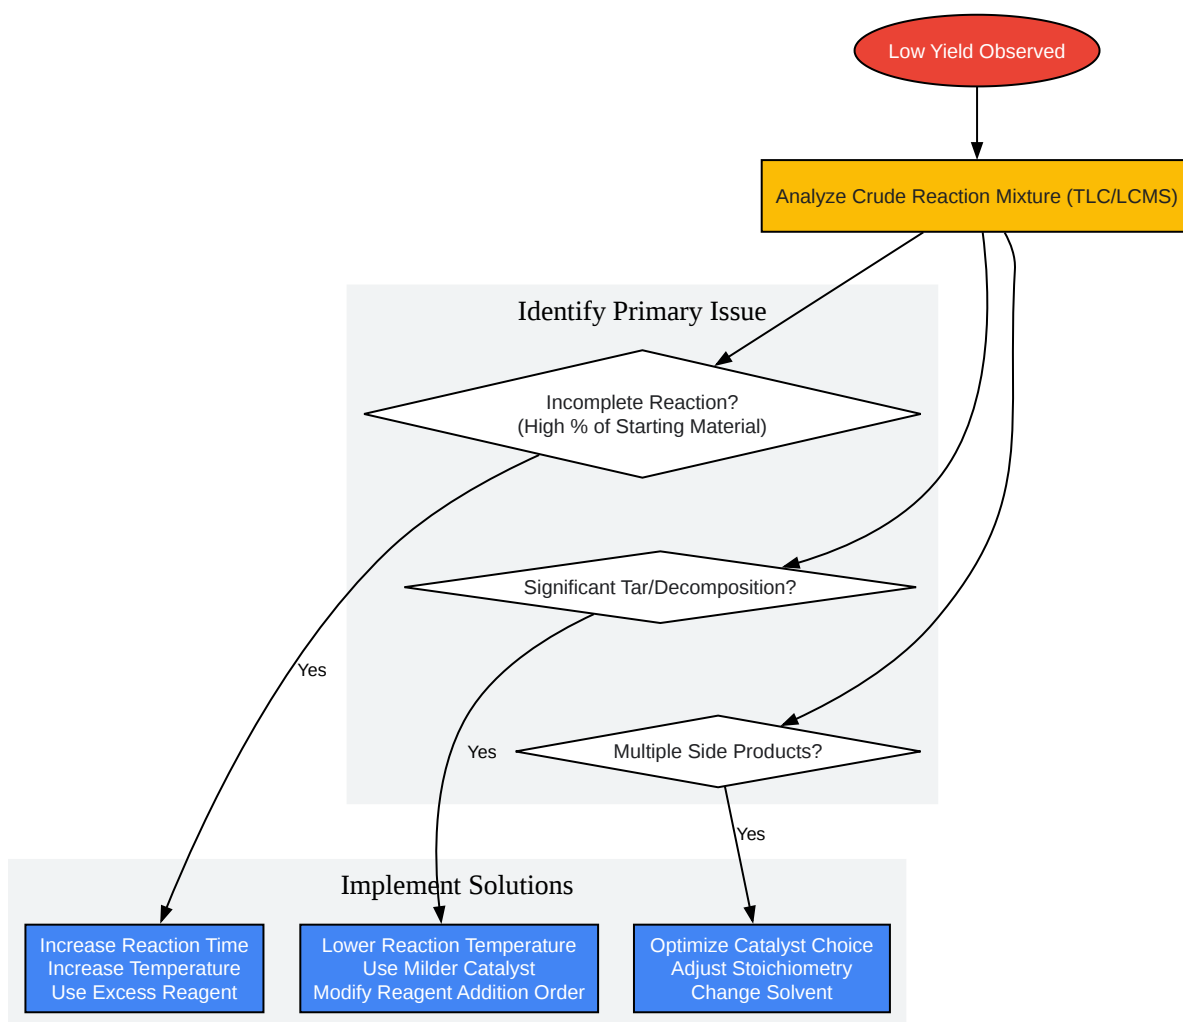 Low Yield Observed
Analyze Crude Reaction Mixture (TLC/LCMS)
Identify Primary Issue
Incomplete Reaction?
(High % of Starting Material)
Significant Tar/Decomposition?
Yes
Multiple Side Products?
Yes
Yes
Implement Solutions
Increase Reaction Time
Increase Temperature
Use Excess Reagent
Lower Reaction Temperature
Use Milder Catalyst
Modify Reagent Addition Order
Optimize Catalyst Choice
Adjust Stoichiometry
Change Solvent